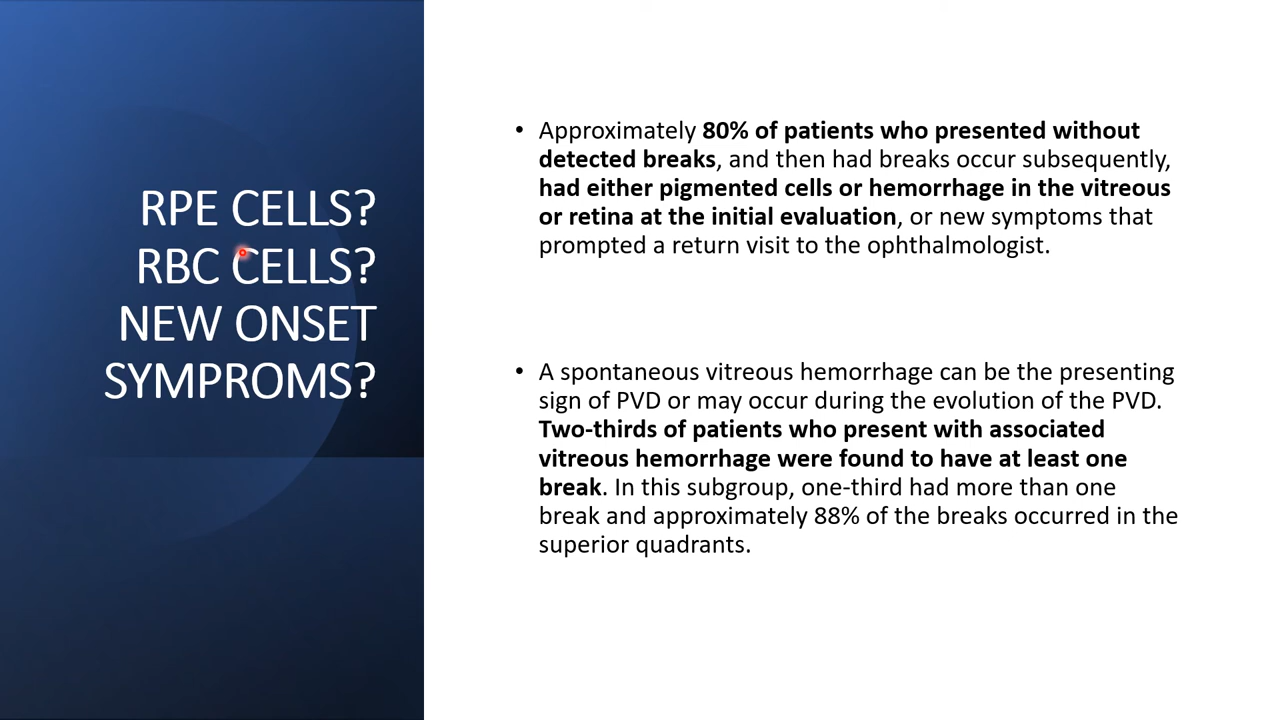 RPE CELLS?
RBC CELLS?
NEW ONSET
SYMPROMS?
• Approximately 80% of patients who presented without
detected breaks, and then had breaks occur subsequently,
had either pigmented cells or hemorrhage in the vitreous
or retina at the initial evaluation, or new symptoms that
prompted a return visit to the ophthalmologist.
• A spontaneous vitreous hemorrhage can be the presenting
sign of PVD or may occur during the evolution of the PVD.
Two-thirds of patients who present with associated
vitreous hemorrhage were found to have at least one
break. In this subgroup, one-third had more than one
break and approximately 88% of the breaks occurred in the
superior quadrants.